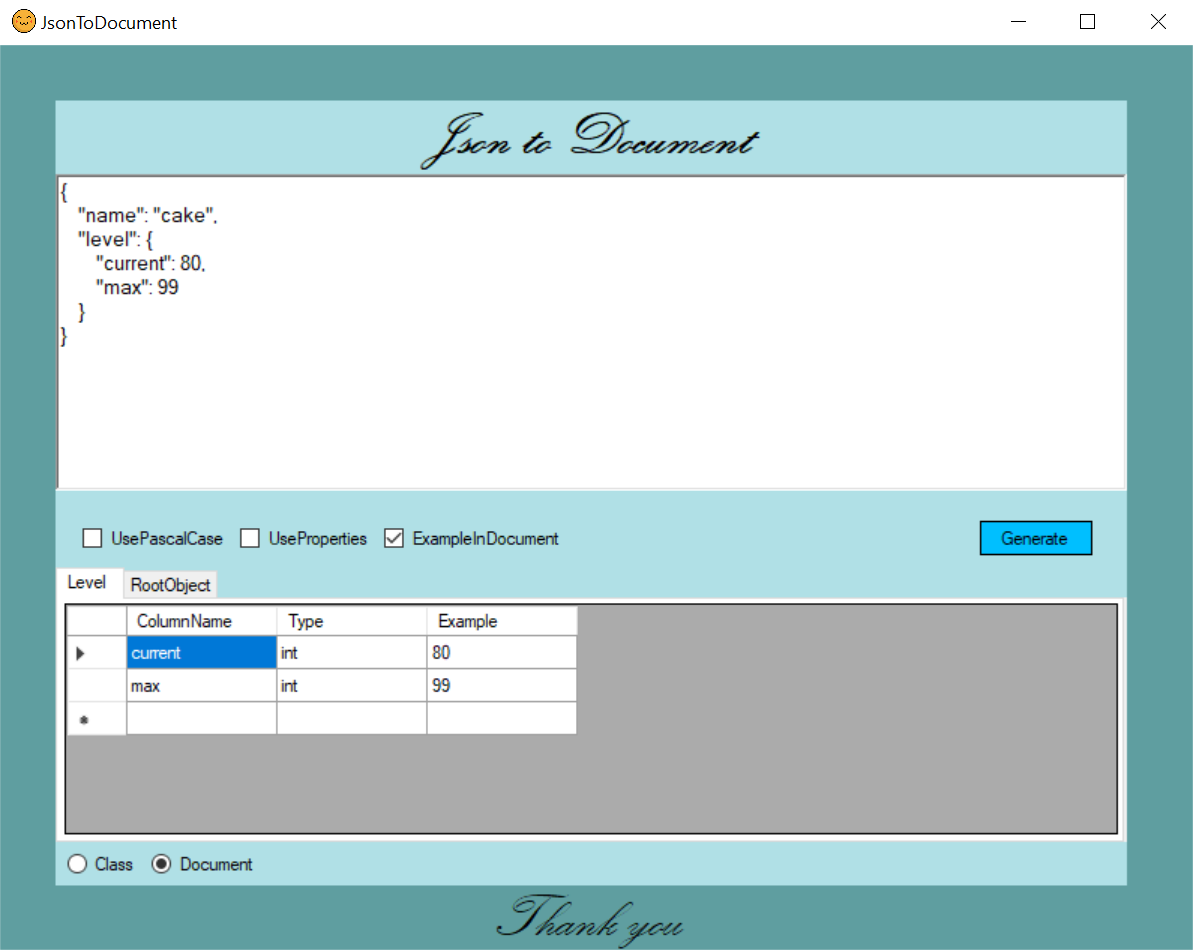 JsonToDocument
Json to Document
{
"name": "cake",
"level": {
"current": 80,
"max": 99
}
}
UsePascalCase UseProperties ExampleInDocument Generate
Level RootObject
ColumnName Type Example
current int 80
max int 99
Class Document
Thank you